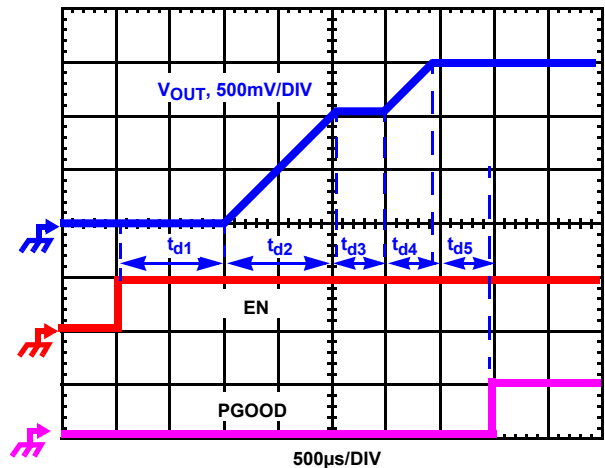 VOUT, 500mV/DIV
td1 td2 td3 td4 td5
EN
PGOOD
500µs/DIV